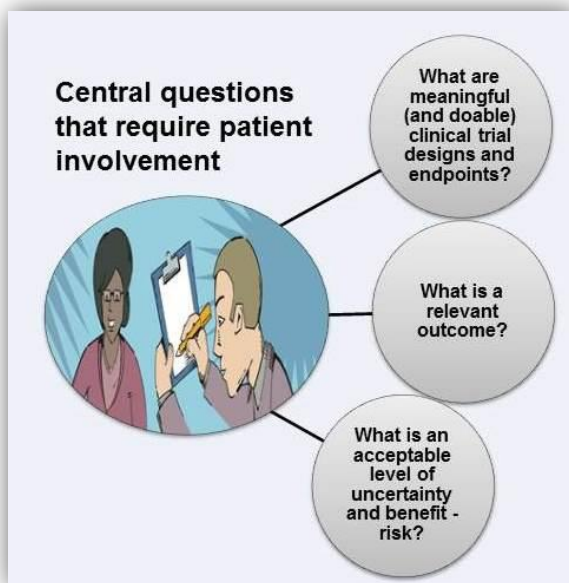 Central questions
that require patient
involvement
What are
meaningful
(and doable)
clinical trial
designs and
endpoints?
What is a
relevant
outcome?
What is an
acceptable
level of
uncertainty
and benefit -
risk?